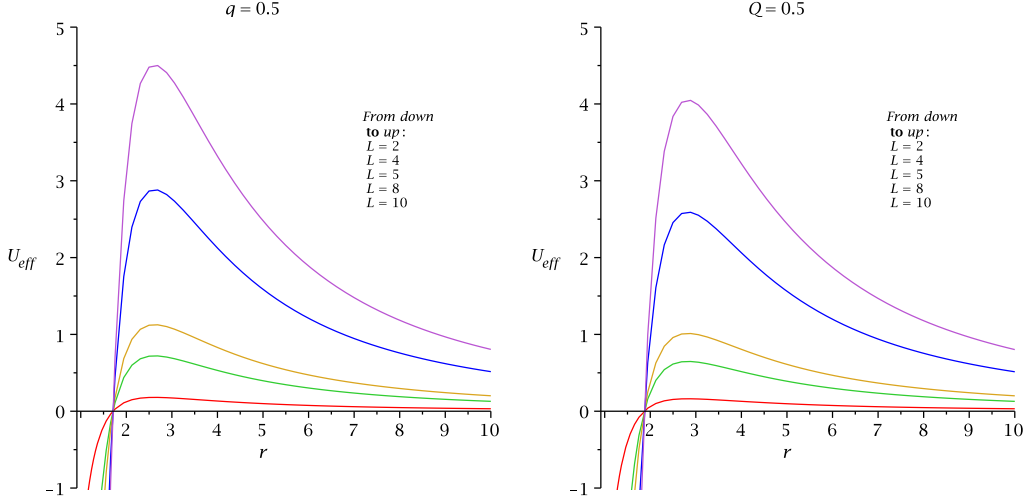 q = 0.5
5
4
3
2
1
0
−1
U_eff
From down
to up:
L = 2
L = 4
L = 5
L = 8
L = 10
2 3 4 5 6 7 8 9 10
r
Q = 0.5
5
4
3
2
1
0
−1
U_eff
From down
to up:
L = 2
L = 4
L = 5
L = 8
L = 10
2 3 4 5 6 7 8 9 10
r